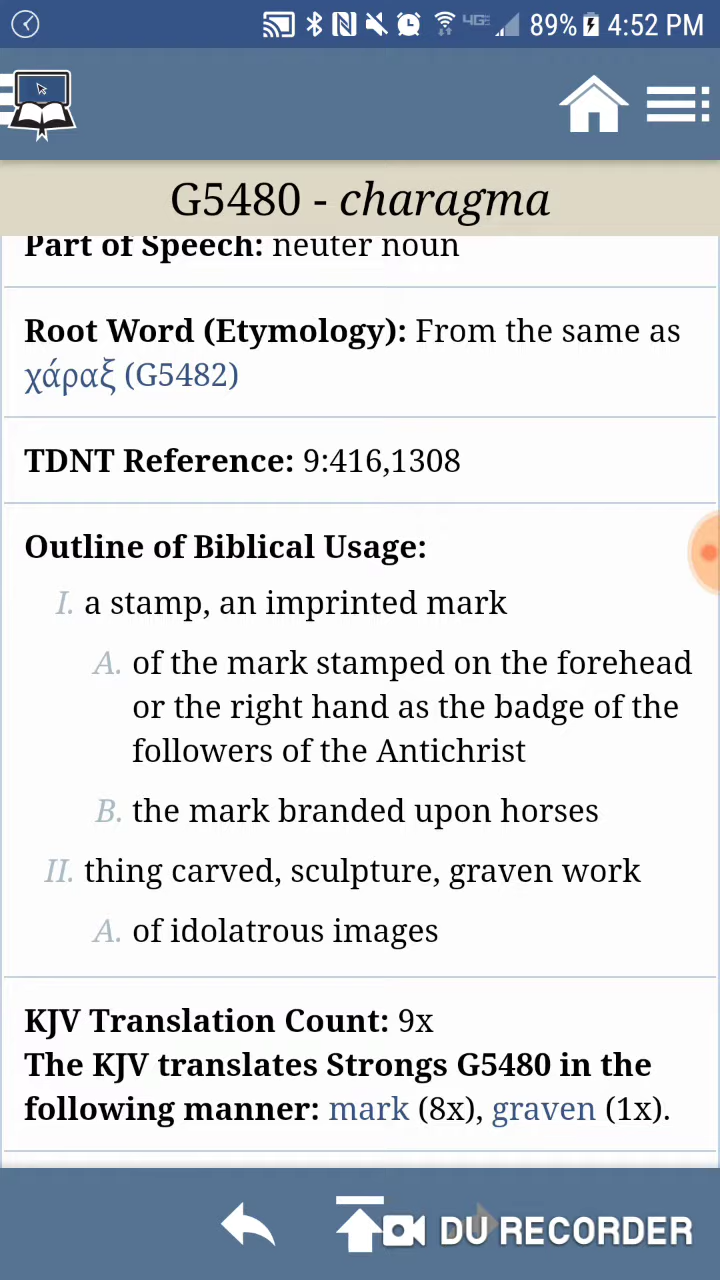 4GE 89% 4:52 PM
G5480 - charagma
Part of Speech: neuter noun
Root Word (Etymology): From the same as
χάραξ (G5482)
TDNT Reference: 9:416,1308
Outline of Biblical Usage:
I. a stamp, an imprinted mark
A. of the mark stamped on the forehead
or the right hand as the badge of the
followers of the Antichrist
B. the mark branded upon horses
II. thing carved, sculpture, graven work
A. of idolatrous images
KJV Translation Count: 9x
The KJV translates Strongs G5480 in the
following manner: mark (8x), graven (1x).
DU RECORDER